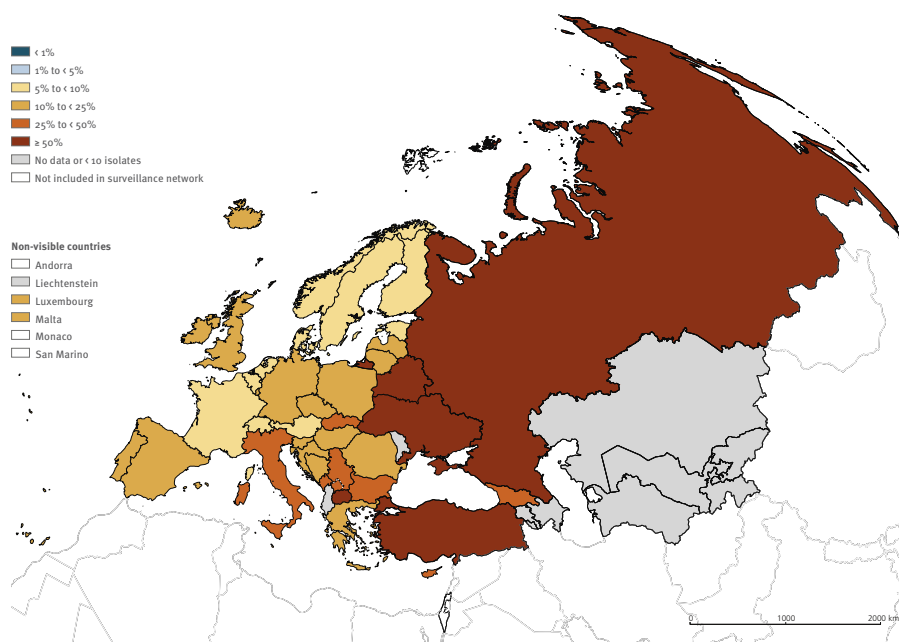 < 1%
1% to < 5%
5% to < 10%
10% to < 25%
25% to < 50%
≥ 50%
No data or < 10 isolates
Not included in surveillance network
Non-visible countries
Andorra
Liechtenstein
Luxembourg
Malta
Monaco
San Marino
0 1000 2000 km